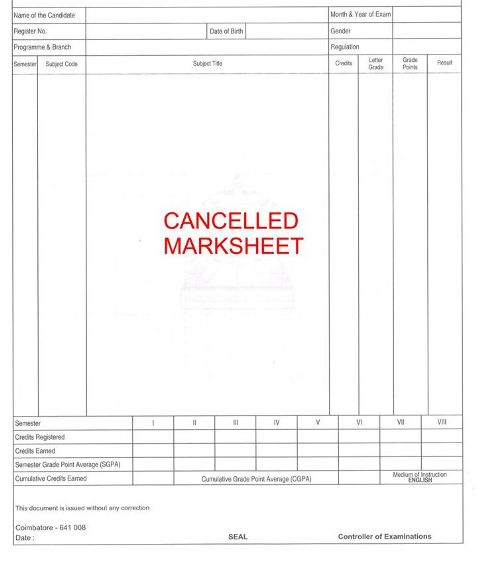 Name of the Candidate Month & Year of Exam
Register No. Date of Birth Gender
Programme & Branch Regulation
Semester Subject Code Subject Title Credits Letter Grade Grade Points Result
CANCELLED
MARKSHEET
Semester I II III IV V VI VII VIII
Credits Registered
Credits Earned
Semester Grade Point Average (SGPA)
Cumulative Credits Earned Cumulative Grade Point Average (CGPA) Medium of Instruction ENGLISH
This document is issued without any correction
Coimbatore - 641 008
Date : SEAL Controller of Examinations